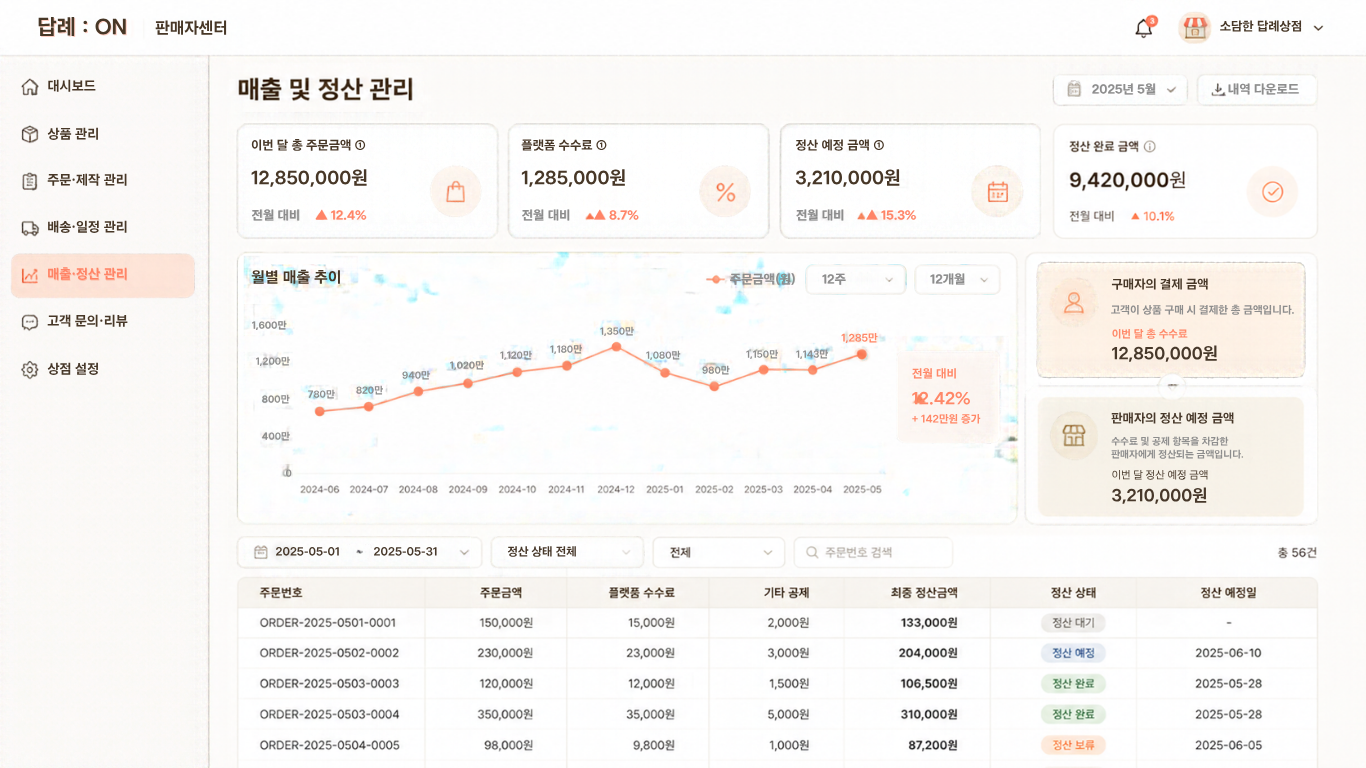 답례 : ON
판매자센터
3
소담한 답례상점
대시보드
상품 관리
주문·제작 관리
배송·일정 관리
매출·정산 관리
고객 문의·리뷰
상점 설정
매출 및 정산 관리
2025년 5월
내역 다운로드
이번 달 총 주문금액
12,850,000원
전월 대비 ▲ 12.4%
플랫폼 수수료
1,285,000원
전월 대비 ▲▲ 8.7%
정산 예정 금액
3,210,000원
전월 대비 ▲▲ 15.3%
정산 완료 금액
9,420,000원
전월 대비 ▲ 10.1%
월별 매출 추이
주문금액(원)
12주
12개월
1,600만
1,200만
800만
400만
0
780만
820만
940만
1,020만
1,120만
1,180만
1,350만
1,080만
980만
1,150만
1,143만
1,285만
2024-06 2024-07 2024-08 2024-09 2024-10 2024-11 2024-12 2025-01 2025-02 2025-03 2025-04 2025-05
전월 대비
12.42%
+ 142만원 증가
구매자의 결제 금액
고객이 상품 구매 시 결제한 총 금액입니다.
이번 달 총 수수료
12,850,000원
판매자의 정산 예정 금액
수수료 및 공제 항목을 차감한
판매자에게 정산되는 금액입니다.
이번 달 정산 예정 금액
3,210,000원
2025-05-01 ~ 2025-05-31
정산 상태 전체
전제
주문번호 검색
총 56건
주문번호 주문금액 플랫폼 수수료 기타 공제 최종 정산금액 정산 상태 정산 예정일
ORDER-2025-0501-0001 150,000원 15,000원 2,000원 133,000원 정산 대기 -
ORDER-2025-0502-0002 230,000원 23,000원 3,000원 204,000원 정산 예정 2025-06-10
ORDER-2025-0503-0003 120,000원 12,000원 1,500원 106,500원 정산 완료 2025-05-28
ORDER-2025-0503-0004 350,000원 35,000원 5,000원 310,000원 정산 완료 2025-05-28
ORDER-2025-0504-0005 98,000원 9,800원 1,000원 87,200원 정산 보류 2025-06-05